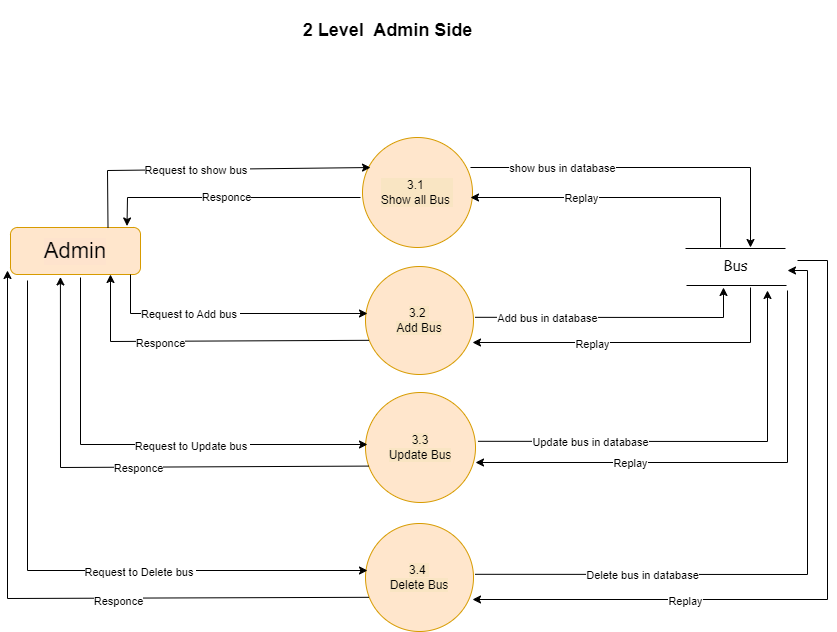 2 Level  Admin Side
Request to show bus
3.1
Show all Bus
show bus in database
Responce
Replay
Admin
Bus
Request to Add bus
3.2
Add Bus
Add bus in database
Responce
Replay
Request to Update bus
3.3
Update Bus
Update bus in database
Responce
Replay
Request to Delete bus
3.4
Delete Bus
Delete bus in database
Responce
Replay